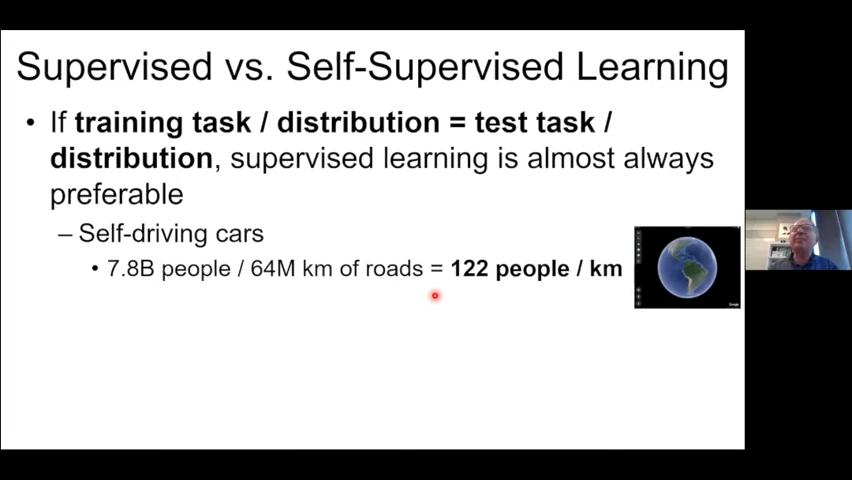 Supervised vs. Self-Supervised Learning
• If training task / distribution = test task /
distribution, supervised learning is almost always
preferable
– Self-driving cars
• 7.8B people / 64M km of roads = 122 people / km
Google